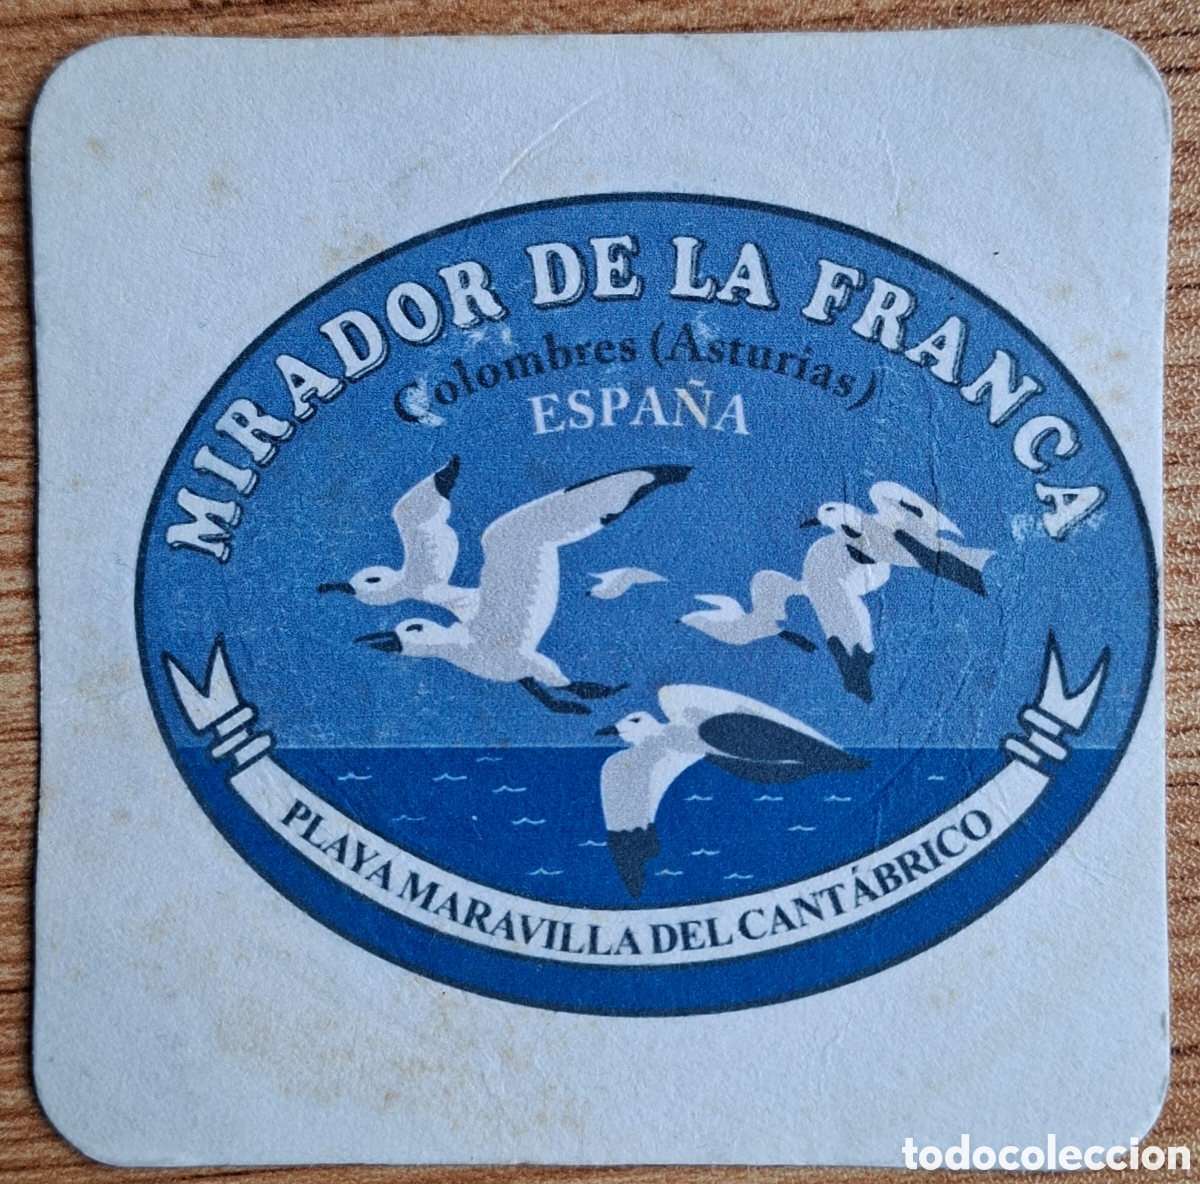 MIRADOR DE LA FRANCA
Colombres (Asturias)
ESPAÑA
PLAYA MARAVILLA DEL CANTÁBRICO
todocoleccion